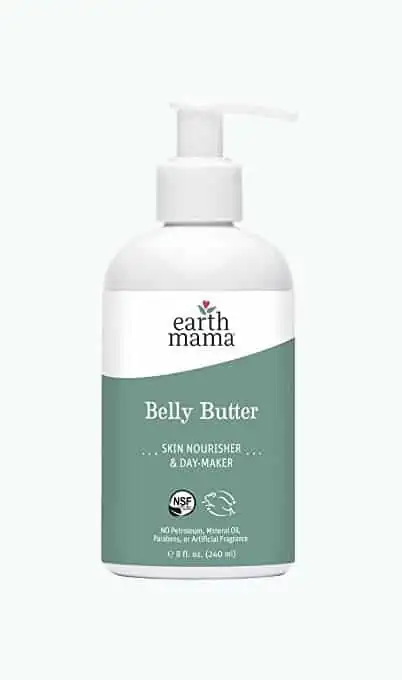 earth
mama
Belly Butter
... SKIN NOURISHER ...
& DAY-MAKER
NSF
NO Petroleum, Mineral Oil,
Parabens, or Artificial Fragrance
℮ 8 fl. oz. (240 ml)